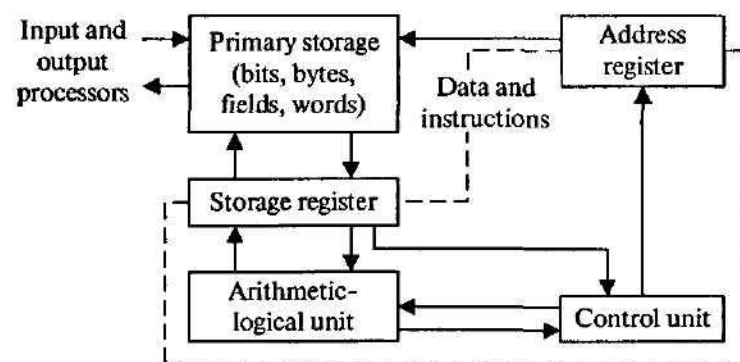 Input and
output
processors
Primary storage
(bits, bytes,
fields, words)
Address
register
Data and
instructions
Storage register
Arithmetic-
logical unit
Control unit